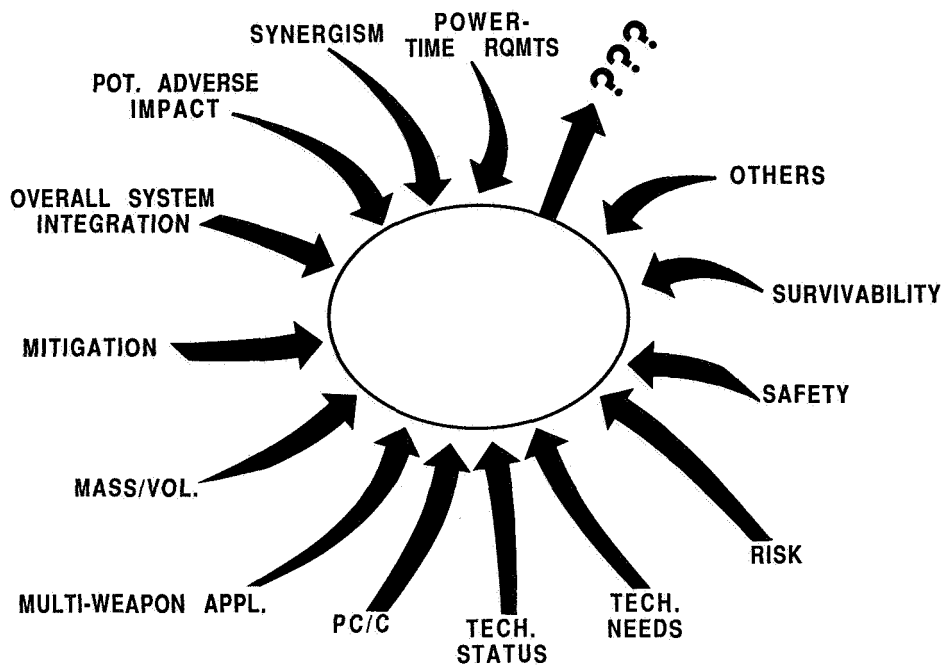 SYNERGISM
POWER-
TIME RQMTS
???
POT. ADVERSE
IMPACT
OTHERS
OVERALL SYSTEM
INTEGRATION
SURVIVABILITY
MITIGATION
SAFETY
MASS/VOL.
RISK
MULTI-WEAPON APPL.
PC/C
TECH.
STATUS
TECH.
NEEDS